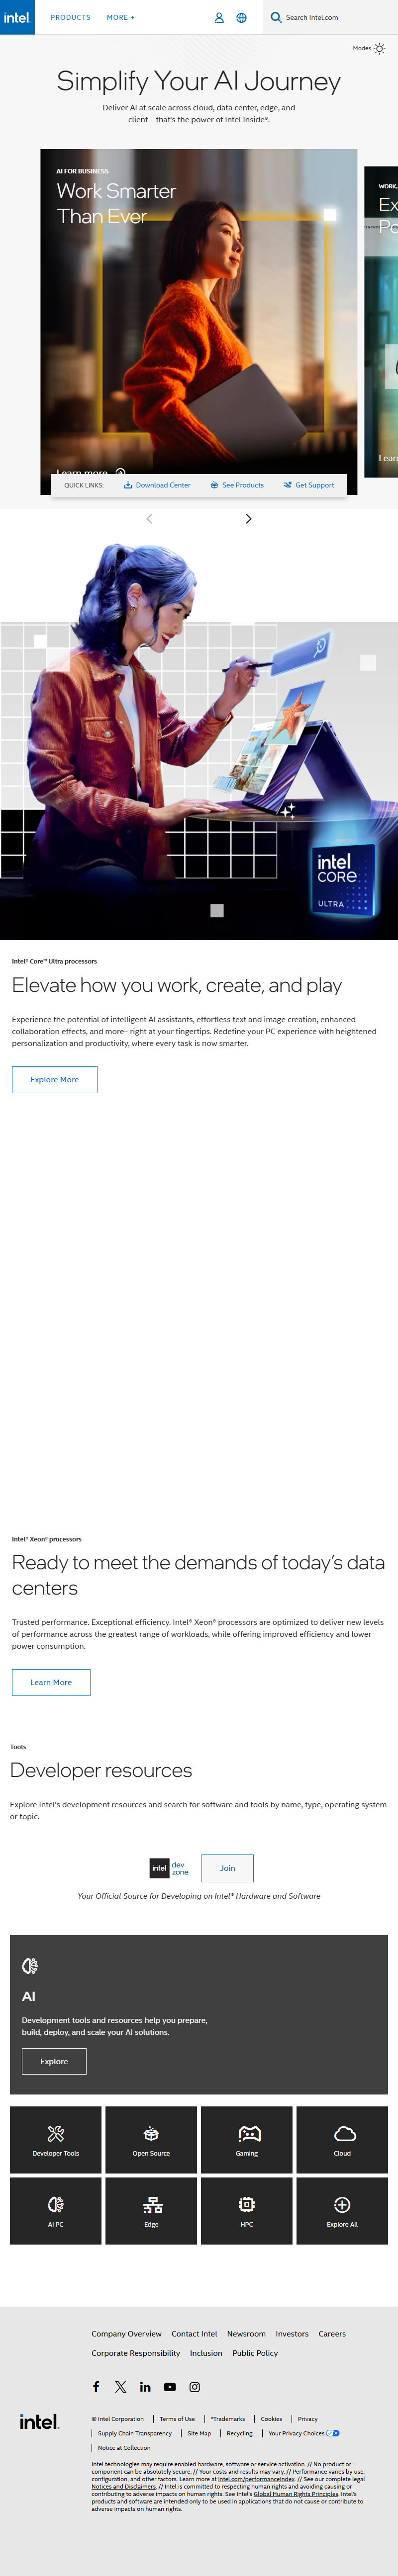 intel.
PRODUCTS
MORE +
Search Intel.com
Modes
Simplify Your AI Journey
Deliver AI at scale across cloud, data center, edge, and
client—that's the power of Intel Inside®.
AI FOR BUSINESS
Work Smarter
Than Ever
Learn more
WORK,
Ex
Po
Lear
QUICK LINKS:
Download Center
See Products
Get Support
intel
CORE
ULTRA
Intel® Core™ Ultra processors
Elevate how you work, create, and play
Experience the potential of intelligent AI assistants, effortless text and image creation, enhanced
collaboration effects, and more– right at your fingertips. Redefine your PC experience with heightened
personalization and productivity, where every task is now smarter.
Explore More
Intel® Xeon® processors
Ready to meet the demands of today's data
centers
Trusted performance. Exceptional efficiency. Intel® Xeon® processors are optimized to deliver new levels
of performance across the greatest range of workloads, while offering improved efficiency and lower
power consumption.
Learn More
Tools
Developer resources
Explore Intel's development resources and search for software and tools by name, type, operating system
or topic.
intel dev
zone
Join
Your Official Source for Developing on Intel® Hardware and Software
AI
Development tools and resources help you prepare,
build, deploy, and scale your AI solutions.
Explore
Developer Tools
Open Source
Gaming
Cloud
AI PC
Edge
HPC
Explore All
Company Overview
Contact Intel
Newsroom
Investors
Careers
Corporate Responsibility
Inclusion
Public Policy
intel.
© Intel Corporation
Terms of Use
*Trademarks
Cookies
Privacy
Supply Chain Transparency
Site Map
Recycling
Your Privacy Choices
Notice at Collection
Intel technologies may require enabled hardware, software or service activation. // No product or
component can be absolutely secure. // Your costs and results may vary. // Performance varies by use,
configuration, and other factors. Learn more at intel.com/performanceindex. // See our complete legal
Notices and Disclaimers. // Intel is committed to respecting human rights and avoiding causing or
contributing to adverse impacts on human rights. See Intel's Global Human Rights Principles. Intel's
products and software are intended only to be used in applications that do not cause or contribute to
adverse impacts on human rights.